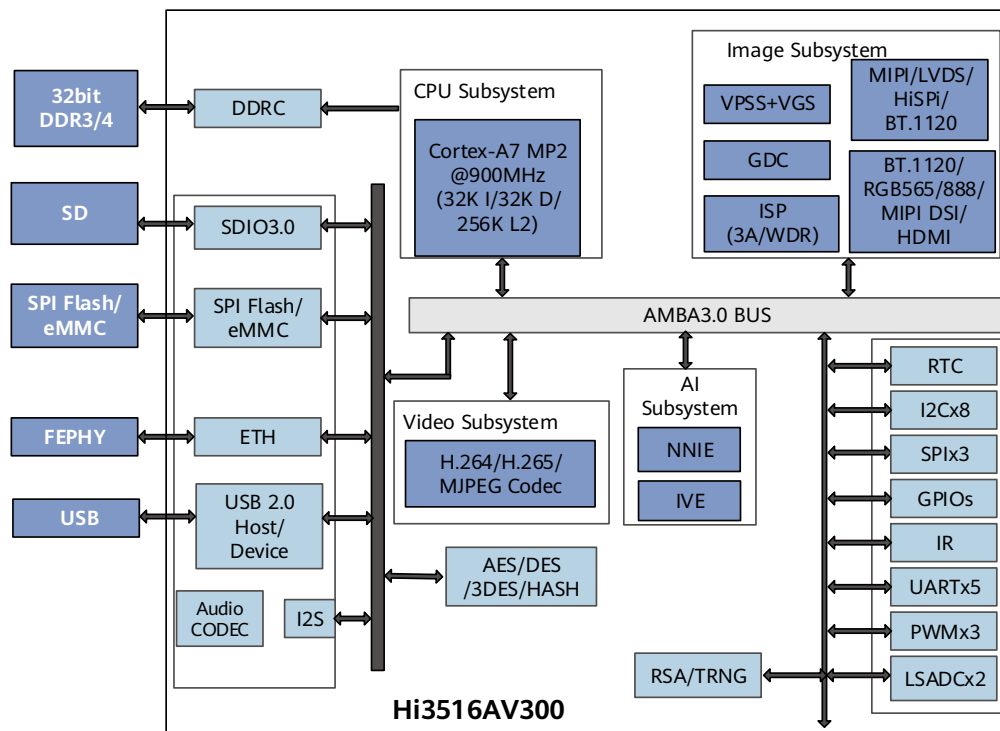 32bit
DDR3/4
SD
SPI Flash/
eMMC
FEPHY
USB
DDRC
SDIO3.0
SPI Flash/
eMMC
ETH
USB 2.0
Host/
Device
Audio
CODEC
I2S
CPU Subsystem
Cortex-A7 MP2
@900MHz
(32K I/32K D/
256K L2)
Image Subsystem
VPSS+VGS
GDC
ISP
(3A/WDR)
MIPI/LVDS/
HiSPi/
BT.1120
BT.1120/
RGB565/888/
MIPI DSI/
HDMI
AMBA3.0 BUS
Video Subsystem
H.264/H.265/
MJPEG Codec
AI
Subsystem
NNIE
IVE
AES/DES
/3DES/HASH
RSA/TRNG
RTC
I2Cx8
SPIx3
GPIOs
IR
UARTx5
PWMx3
LSADCx2
Hi3516AV300